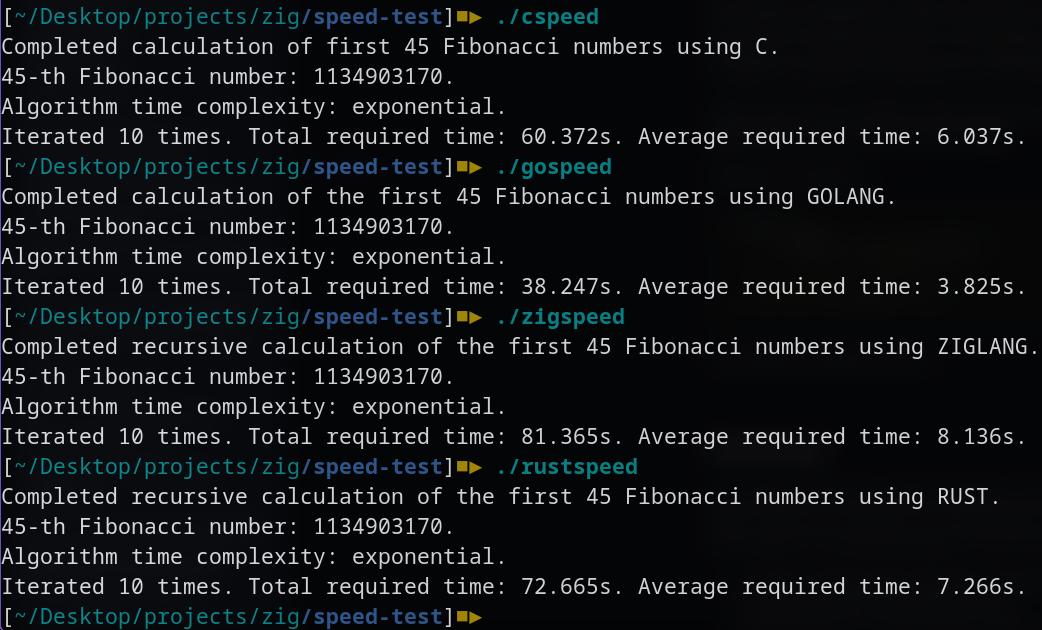 [~/Desktop/projects/zig/speed-test]■▶ ./cspeed
Completed calculation of first 45 Fibonacci numbers using C.
45-th Fibonacci number: 1134903170.
Algorithm time complexity: exponential.
Iterated 10 times. Total required time: 60.372s. Average required time: 6.037s.
[~/Desktop/projects/zig/speed-test]■▶ ./gospeed
Completed calculation of the first 45 Fibonacci numbers using GOLANG.
45-th Fibonacci number: 1134903170.
Algorithm time complexity: exponential.
Iterated 10 times. Total required time: 38.247s. Average required time: 3.825s.
[~/Desktop/projects/zig/speed-test]■▶ ./zigspeed
Completed recursive calculation of the first 45 Fibonacci numbers using ZIGLANG.
45-th Fibonacci number: 1134903170.
Algorithm time complexity: exponential.
Iterated 10 times. Total required time: 81.365s. Average required time: 8.136s.
[~/Desktop/projects/zig/speed-test]■▶ ./rustspeed
Completed recursive calculation of the first 45 Fibonacci numbers using RUST.
45-th Fibonacci number: 1134903170.
Algorithm time complexity: exponential.
Iterated 10 times. Total required time: 72.665s. Average required time: 7.266s.
[~/Desktop/projects/zig/speed-test]■▶